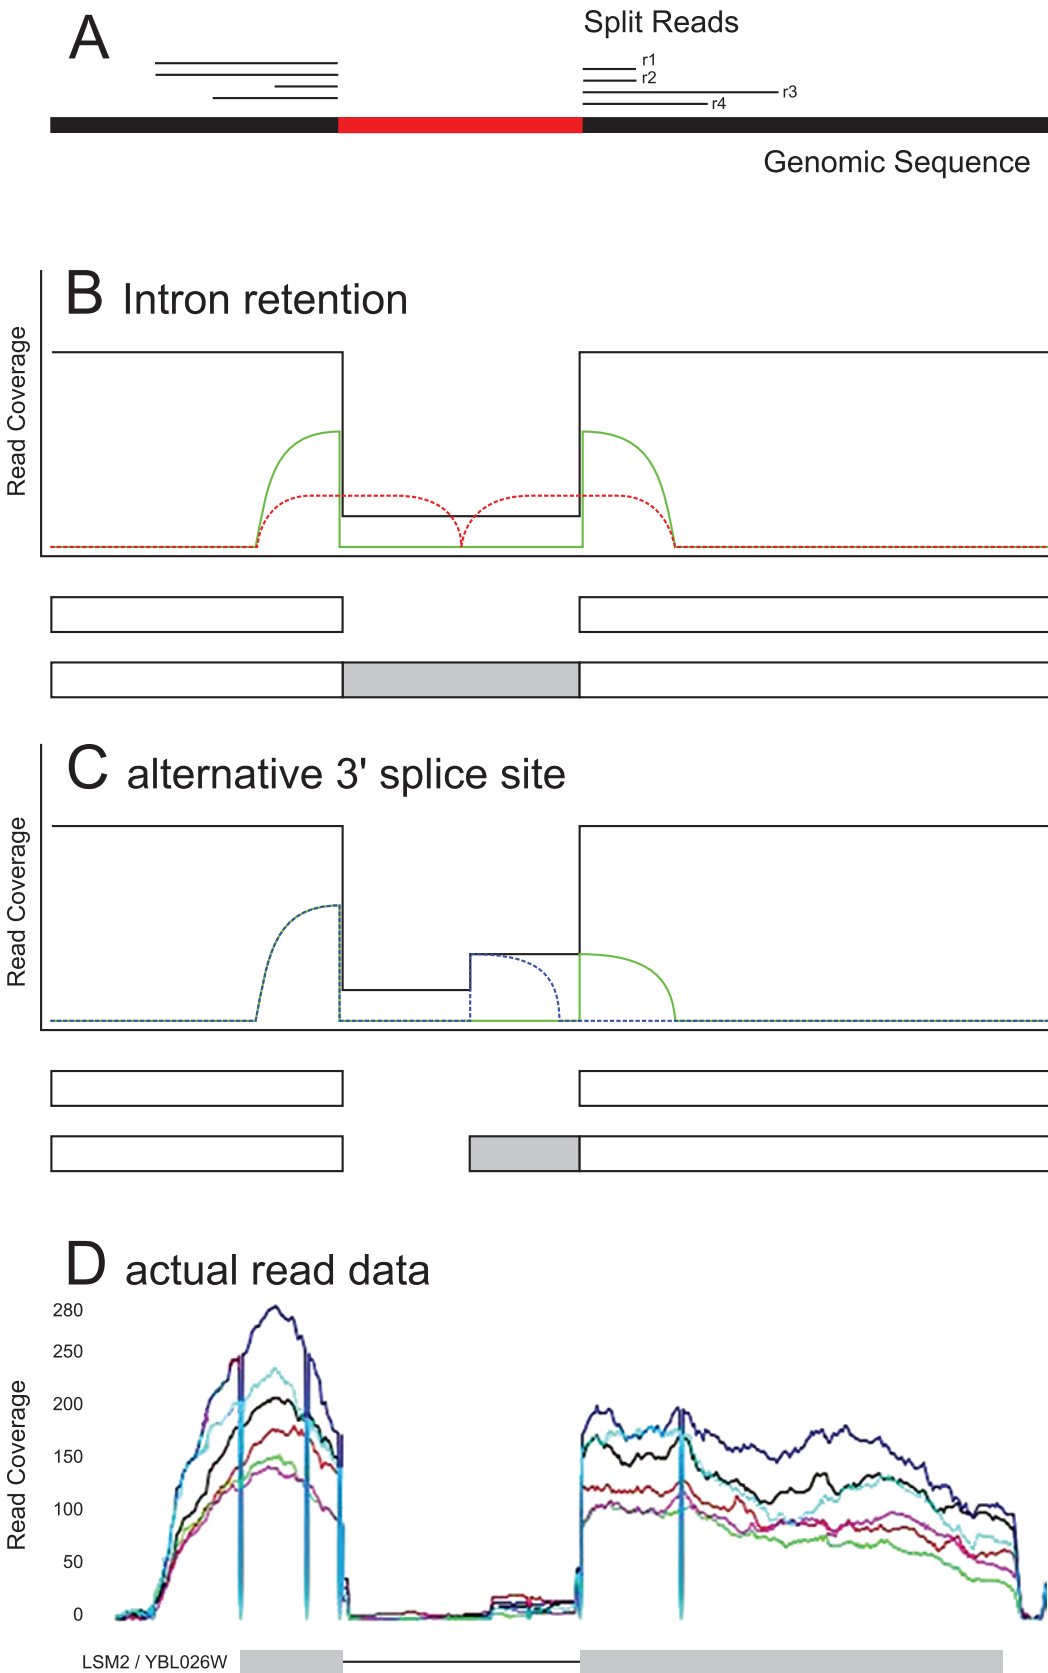 A
Split Reads
r1
r2
r3
r4
Genomic Sequence
B Intron retention
Read Coverage
C alternative 3' splice site
Read Coverage
D actual read data
280
250
200
150
100
50
0
Read Coverage
LSM2 / YBL026W